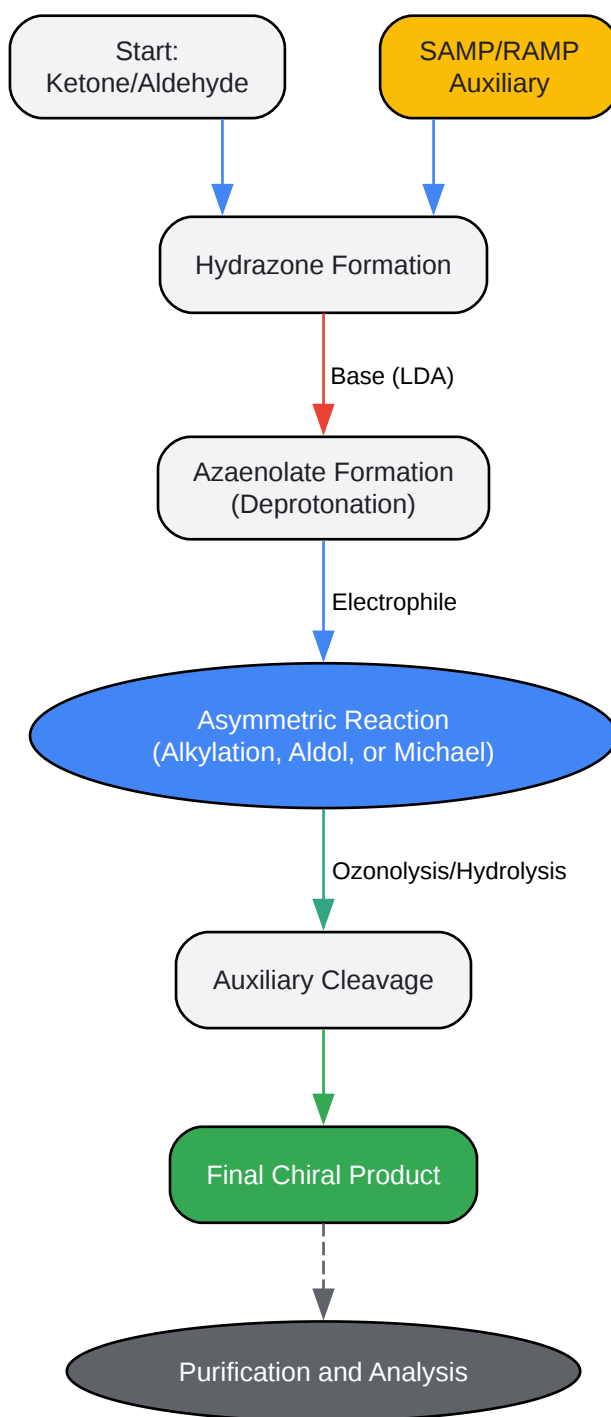 Start:
Ketone/Aldehyde
SAMP/RAMP
Auxiliary
Hydrazone Formation
Base (LDA)
Azaenolate Formation
(Deprotonation)
Electrophile
Asymmetric Reaction
(Alkylation, Aldol, or Michael)
Ozonolysis/Hydrolysis
Auxiliary Cleavage
Final Chiral Product
Purification and Analysis